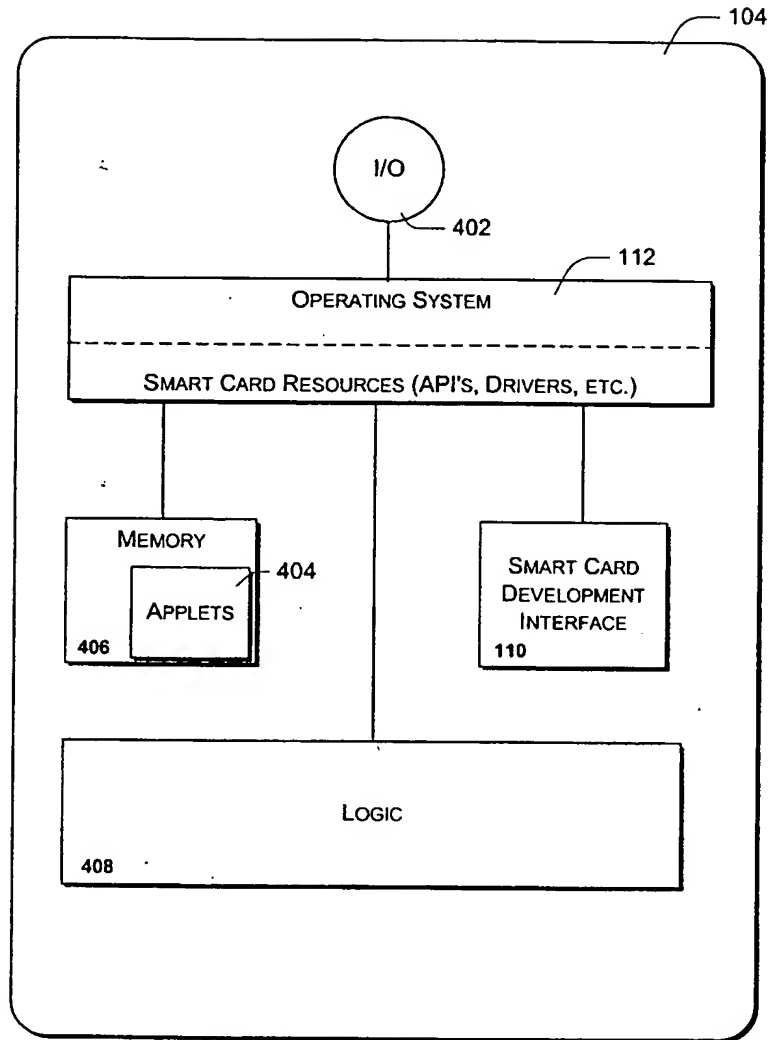 104
I/O
402
112
OPERATING SYSTEM
SMART CARD RESOURCES (API'S, DRIVERS, ETC.)
MEMORY
404
APPLETS
406
SMART CARD
DEVELOPMENT
INTERFACE
110
LOGIC
408